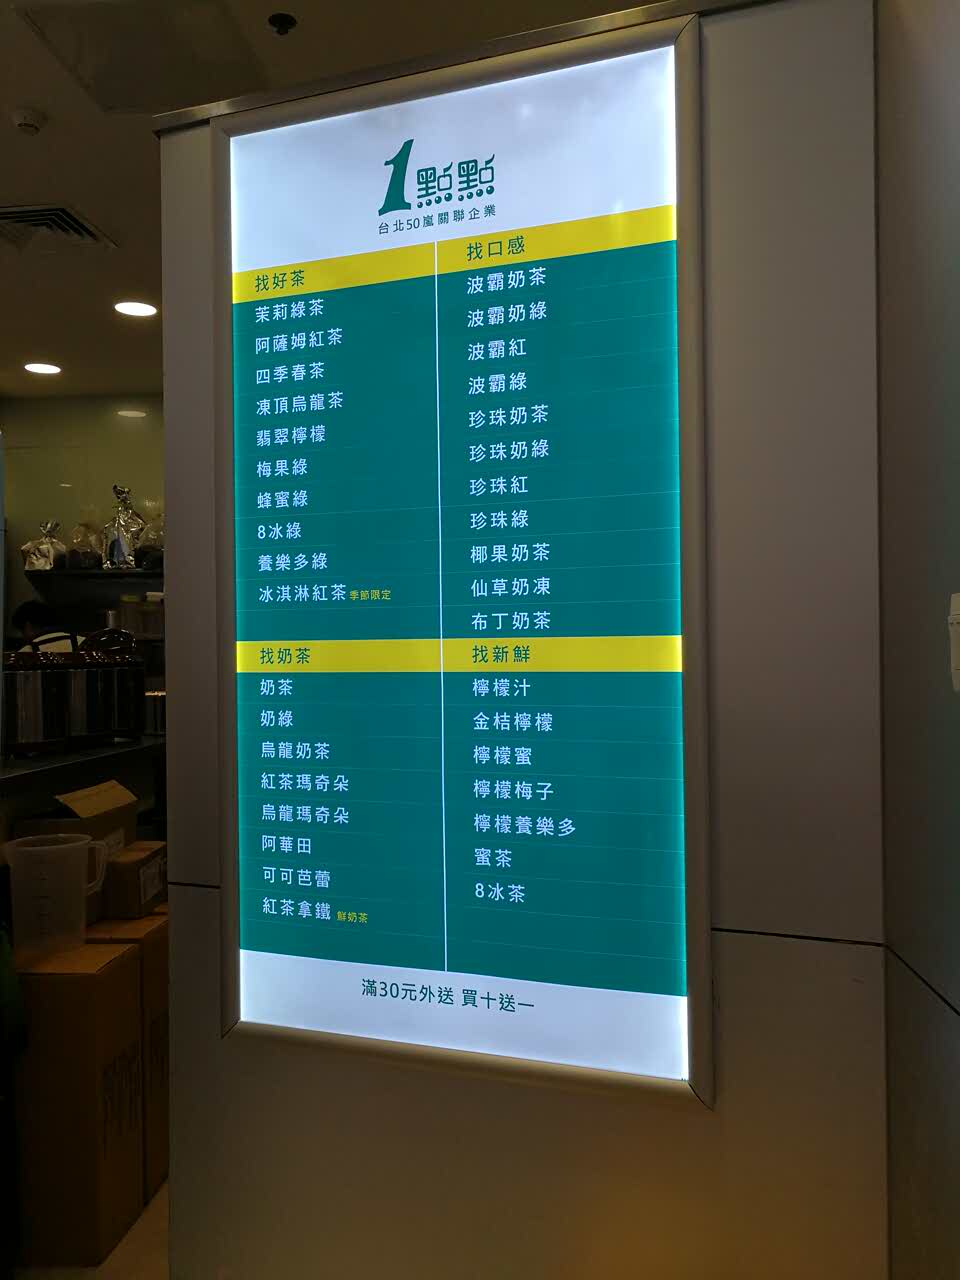 1點點
台北50嵐關聯企業
找好茶
茉莉綠茶
阿薩姆紅茶
四季春茶
凍頂烏龍茶
翡翠檸檬
梅果綠
蜂蜜綠
8冰綠
養樂多綠
冰淇淋紅茶 季節限定
找奶茶
奶茶
奶綠
烏龍奶茶
紅茶瑪奇朵
烏龍瑪奇朵
阿華田
可可芭蕾
紅茶拿鐵 鮮奶茶
找口感
波霸奶茶
波霸奶綠
波霸紅
波霸綠
珍珠奶茶
珍珠奶綠
珍珠紅
珍珠綠
椰果奶茶
仙草奶凍
布丁奶茶
找新鮮
檸檬汁
金桔檸檬
檸檬蜜
檸檬梅子
檸檬養樂多
蜜茶
8冰茶
滿30元外送 買十送一